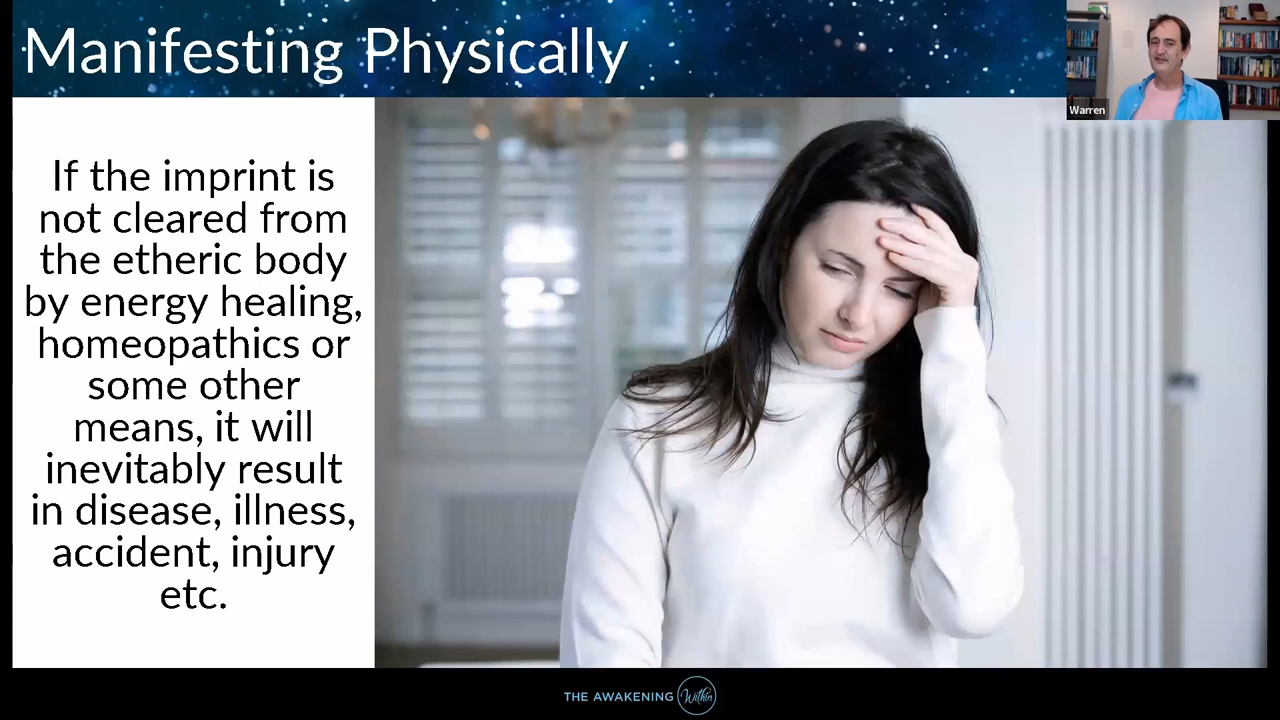 Manifesting Physically
Warren
If the imprint is
not cleared from
the etheric body
by energy healing,
homeopathics or
some other
means, it will
inevitably result
in disease, illness,
accident, injury
etc.
THE AWAKENING Within